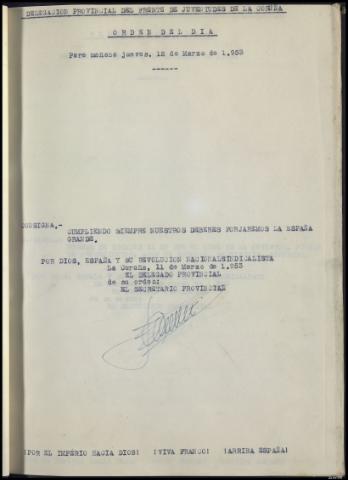 DELEGACION PROVINCIAL DEL FRENTE DE JUVENTUDES DE LA CORUÑA
ORDEN DEL DIA
Para mañana jueves, 12 de Marzo de 1.953
------
CONSIGNA,-
CUMPLIENDO SIEMPRE NUESTROS DEBERES FORJAREMOS LA ESPAÑA
GRANDE.
POR DIOS, ESPAÑA Y SU REVOLUCION NACIONALSINDICALISTA
La Coruña, 11 de Marzo de 1.953
EL DELEGADO PROVINCIAL
de su orden:
EL SECRETARIO PROVINCIAL
¡POR EL IMPERIO HACIA DIOS! ¡VIVA FRANCO! ¡ARRIBA ESPAÑA!